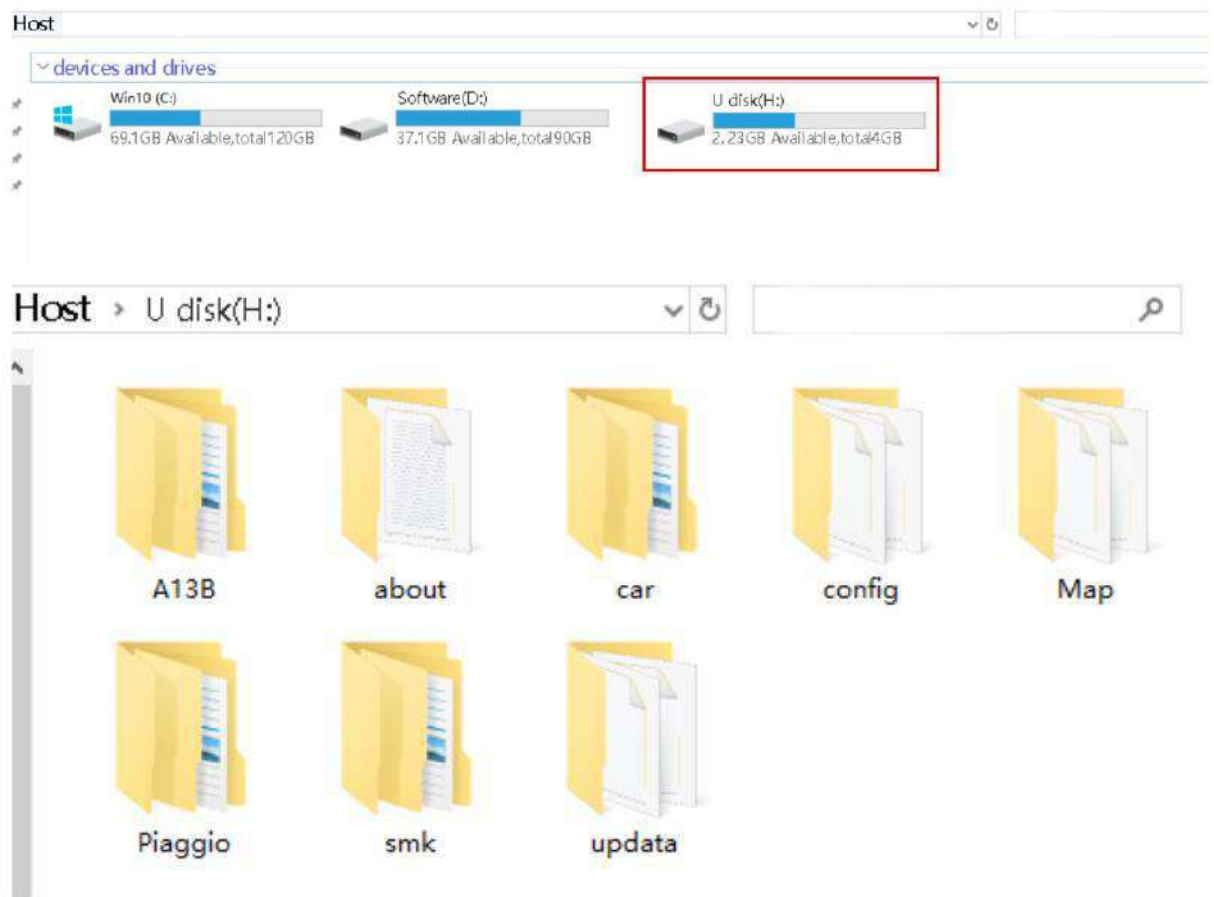 Host
devices and drives
Win10 (C:)
69.1GB Available,total120GB
Software(D:)
37.1GB Available,total90GB
U disk(H:)
2.23GB Available,total4GB
Host > U disk(H:)
A13B
about
car
config
Map
Piaggio
smk
updata